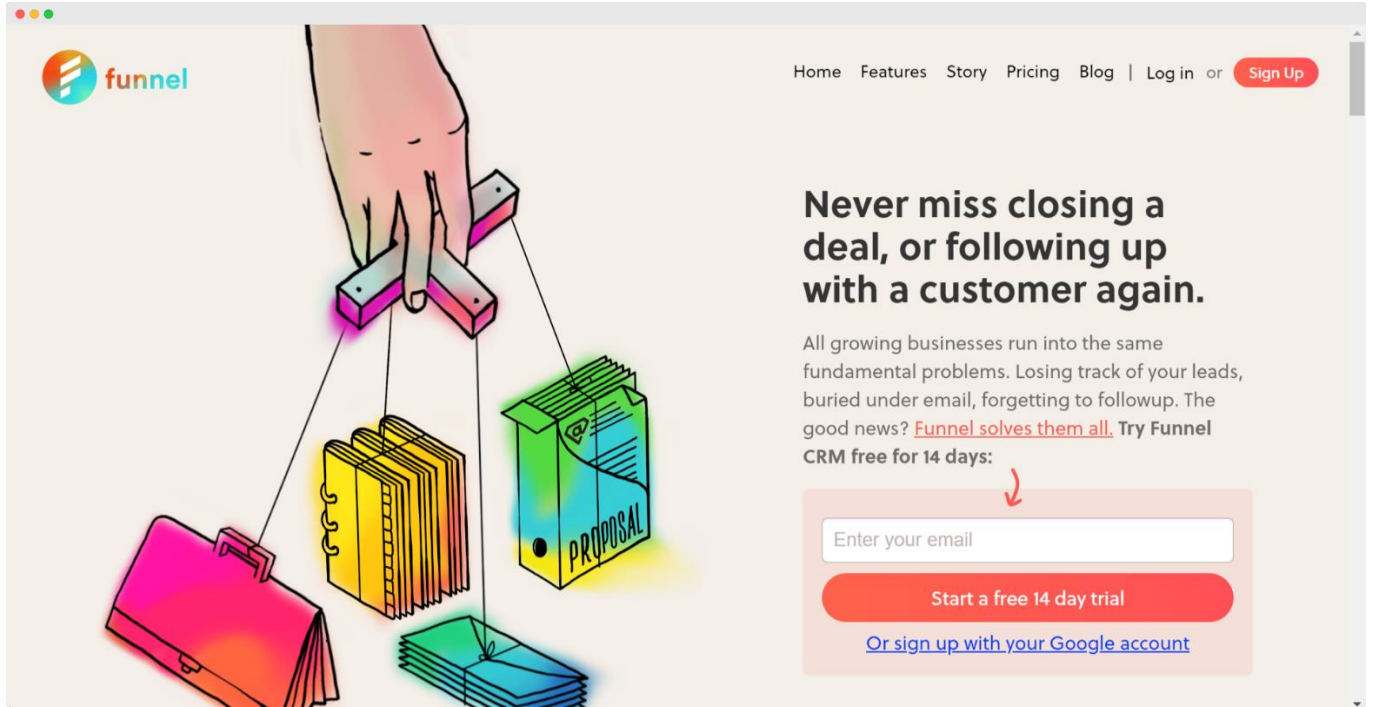 funnel
Home Features Story Pricing Blog | Log in or Sign Up
Never miss closing a
deal, or following up
with a customer again.
All growing businesses run into the same
fundamental problems. Losing track of your leads,
buried under email, forgetting to followup. The
good news? Funnel solves them all. Try Funnel
CRM free for 14 days:
Enter your email
Start a free 14 day trial
Or sign up with your Google account
@
PROPOSAL